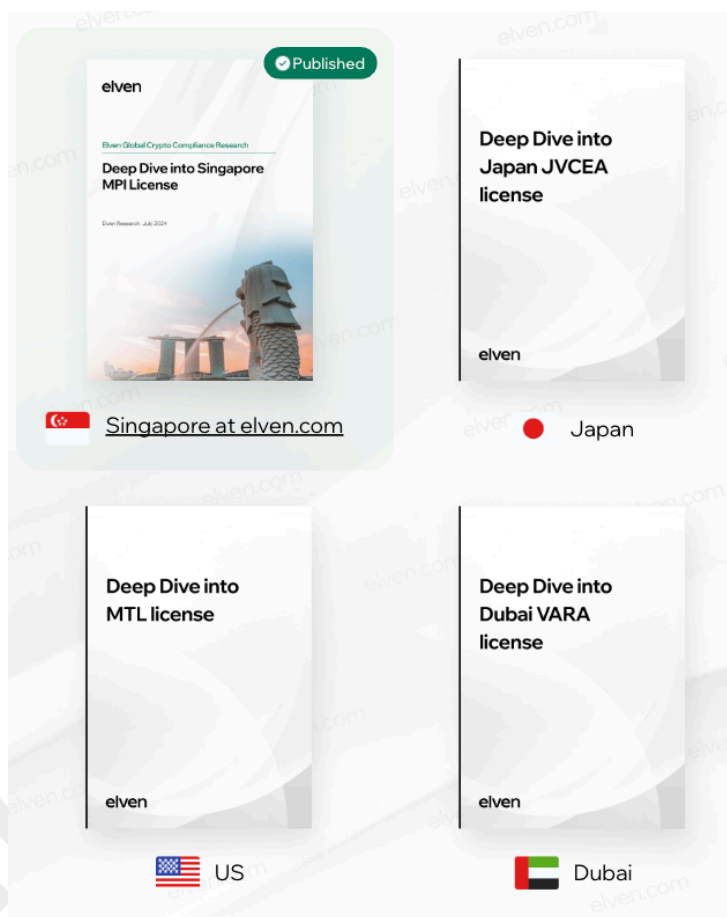 Published
elven
Elven Global Crypto Compliance Research
Deep Dive into Singapore
MPI License
Elven Research July 2024
Singapore at elven.com
Deep Dive into
Japan JVCEA
license
elven
Japan
Deep Dive into
MTL license
elven
US
Deep Dive into
Dubai VARA
license
elven
Dubai
elven.com